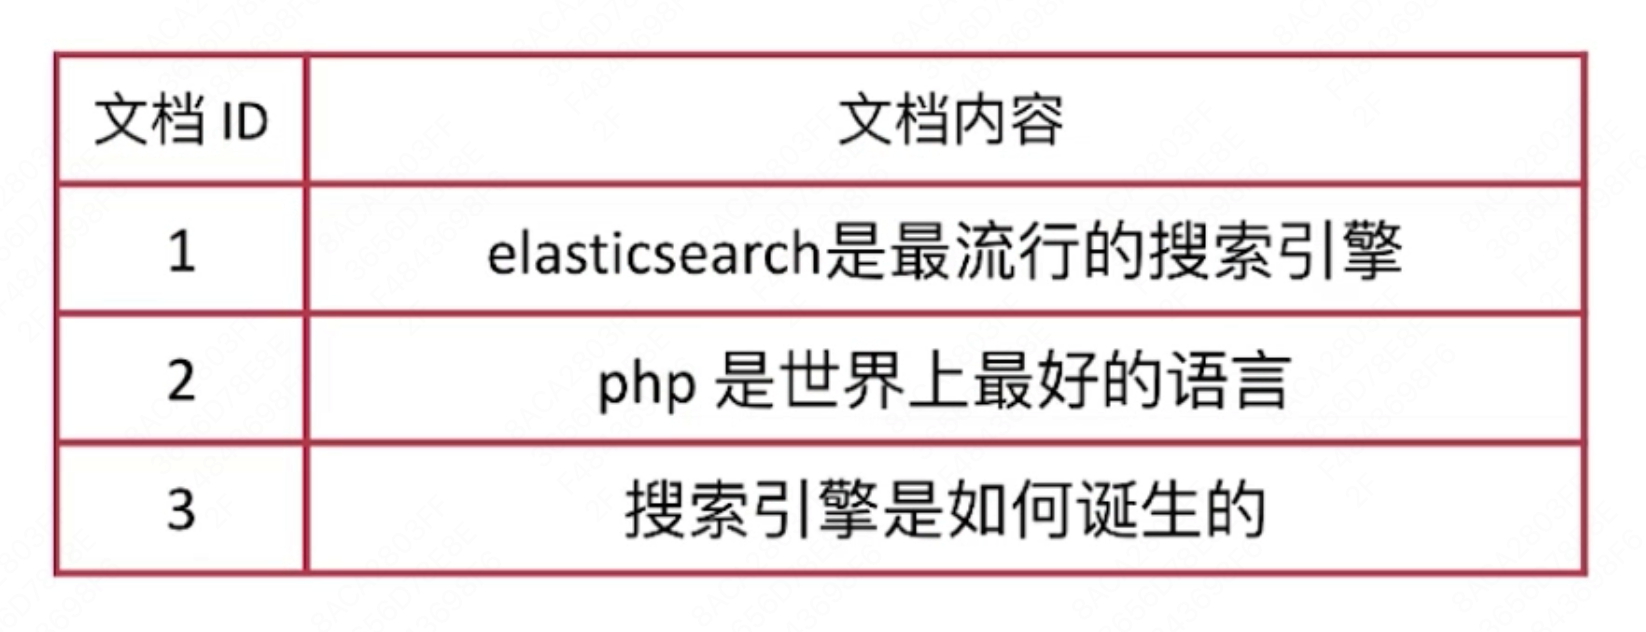 文档 ID 文档内容
1 elasticsearch是最流行的搜索引擎
2 php 是世界上最好的语言
3 搜索引擎是如何诞生的